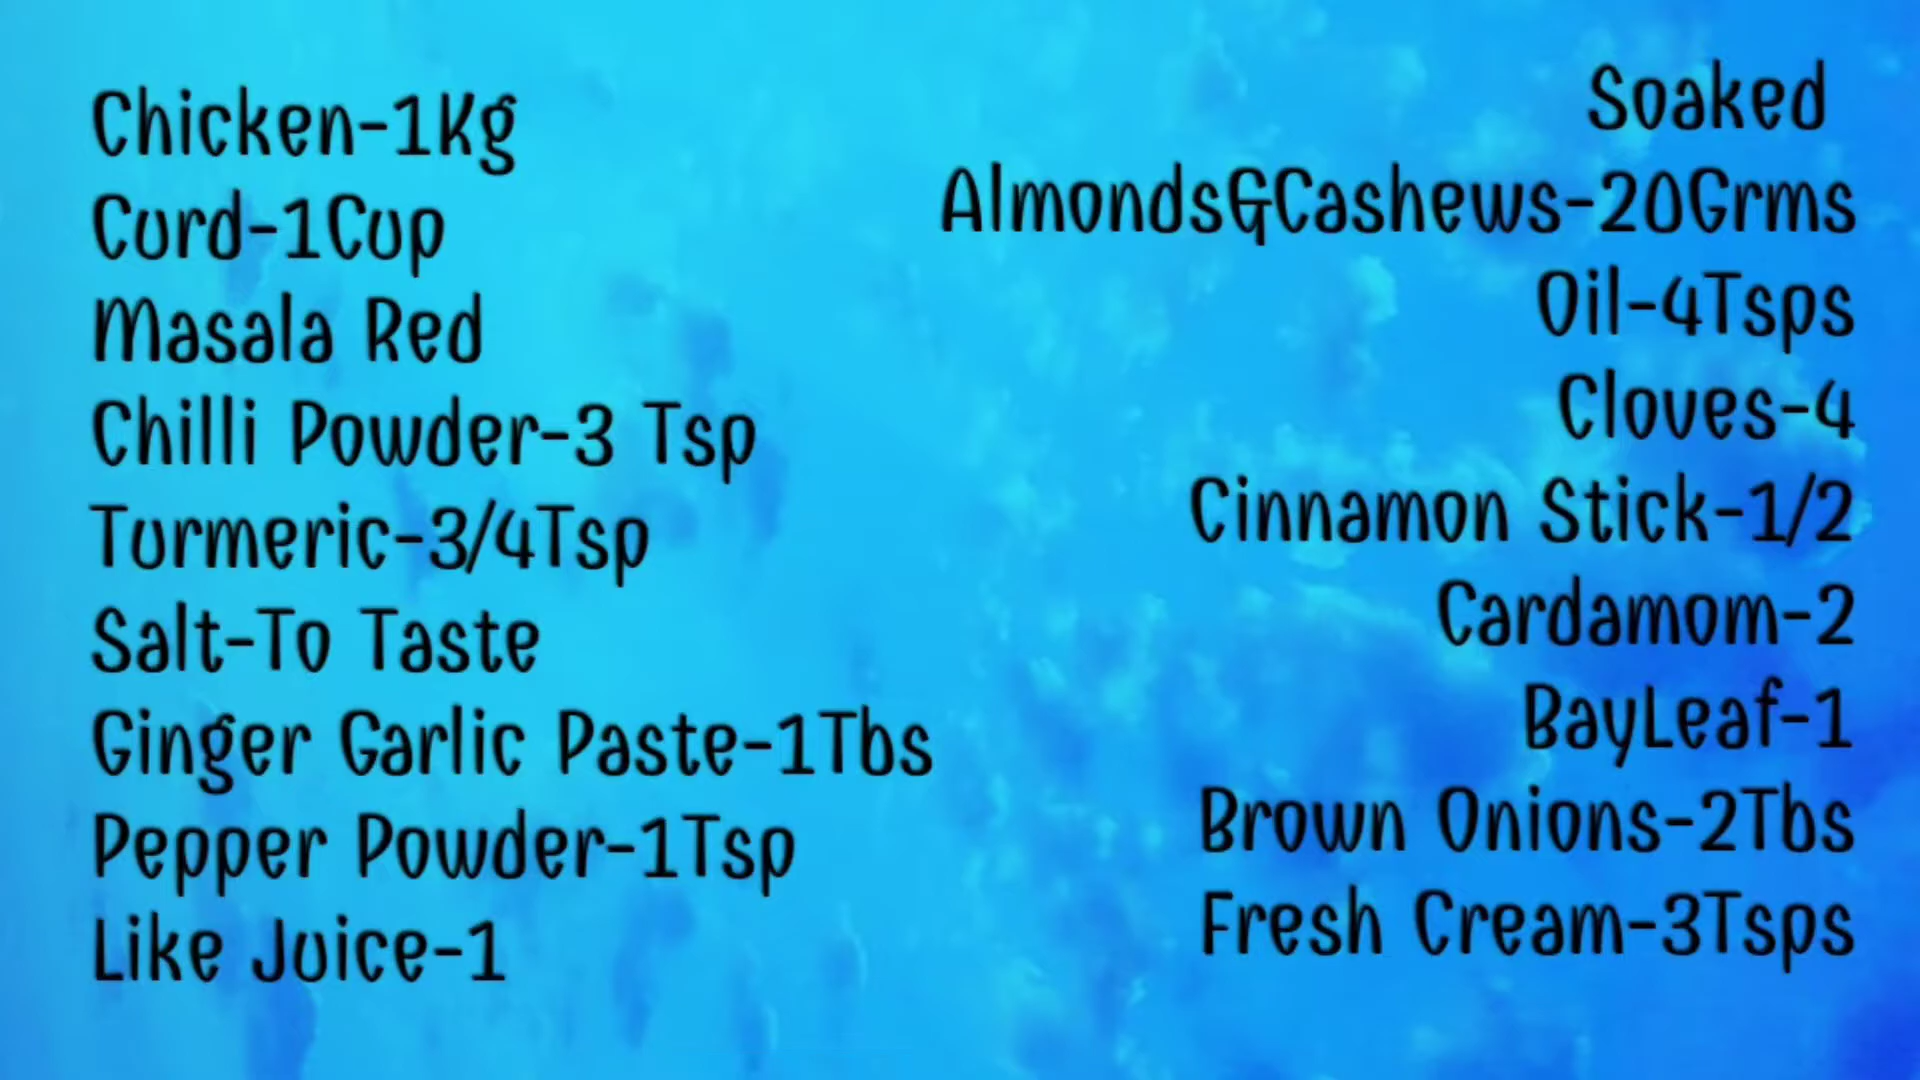 Chicken-1Kg
Curd-1Cup
Masala Red
Chilli Powder-3 Tsp
Turmeric-3/4Tsp
Salt-To Taste
Ginger Garlic Paste-1Tbs
Pepper Powder-1Tsp
Like Juice-1
Soaked
Almonds&Cashews-20Grms
Oil-4Tsps
Cloves-4
Cinnamon Stick-1/2
Cardamom-2
BayLeaf-1
Brown Onions-2Tbs
Fresh Cream-3Tsps